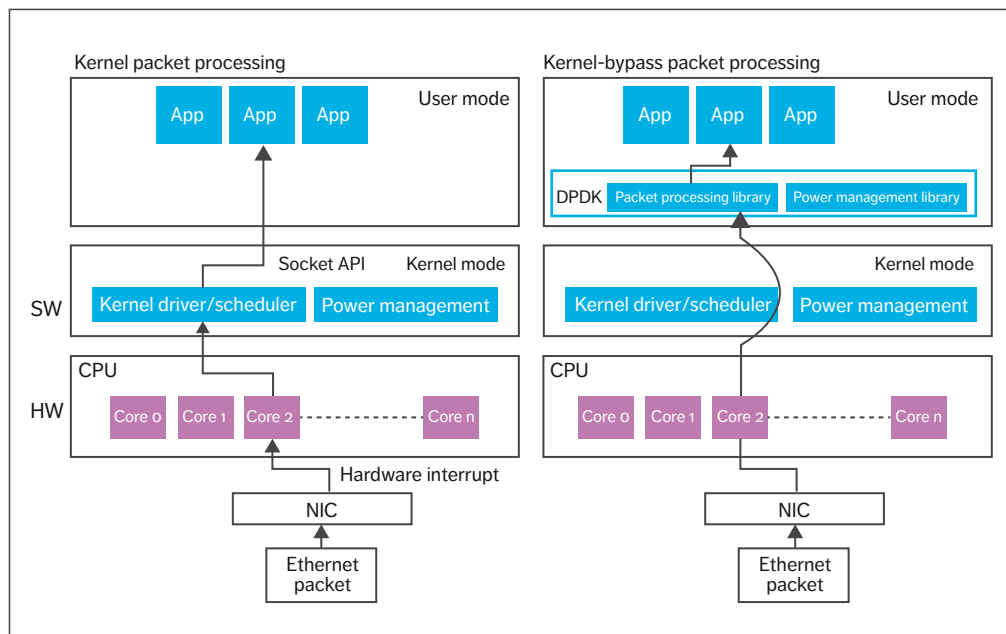 Kernel packet processing
User mode
App
App
App
Socket API
Kernel mode
SW
Kernel driver/scheduler
Power management
CPU
HW
Core 0
Core 1
Core 2
Core n
Hardware interrupt
NIC
Ethernet
packet
Kernel-bypass packet processing
User mode
App
App
App
DPDK
Packet processing library
Power management library
Kernel mode
Kernel driver/scheduler
Power management
CPU
Core 0
Core 1
Core 2
Core n
NIC
Ethernet
packet